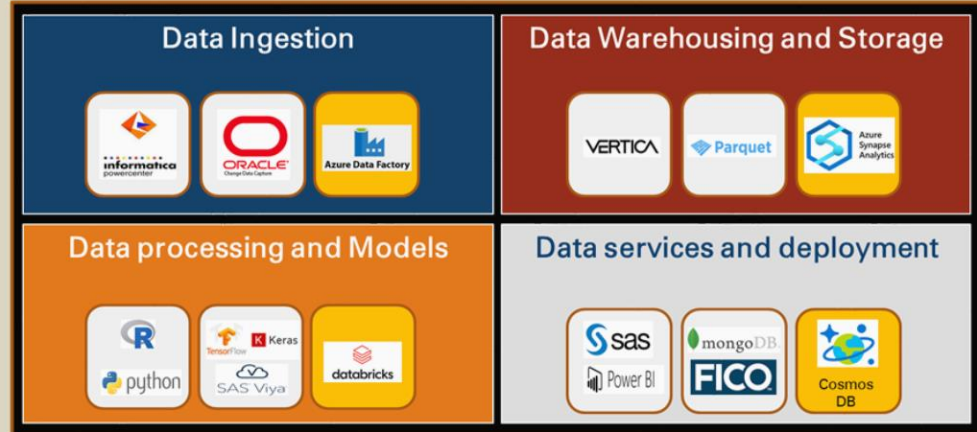 Data Ingestion
informatica
powercenter
ORACLE
Change Data Capture
Azure Data Factory
Data Warehousing and Storage
VERTICA
Parquet
Azure
Synapse
Analytics
Data processing and Models
R
python
TensorFlow
K Keras
SAS Viya
databricks
Data services and deployment
sas
Power BI
mongoDB.
FICO
Cosmos
DB